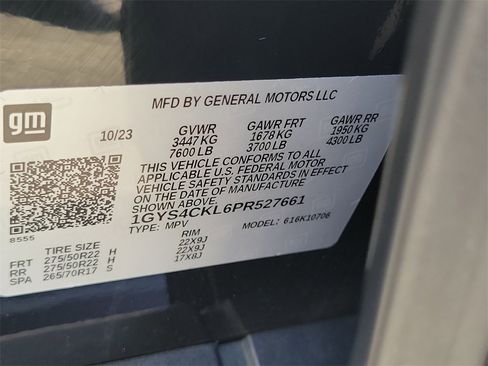 MFD BY GENERAL MOTORS LLC
gm
10/23 GVWR GAWR FRT GAWR RR
3447 KG 1678 KG 1950 KG
7600 LB 3700 LB 4300 LB
THIS VEHICLE CONFORMS TO ALL
APPLICABLE U.S. FEDERAL MOTOR
VEHICLE SAFETY STANDARDS IN EFFECT
ON THE DATE OF MANUFACTURE SHOWN ABOVE.
1GYS4CKL6PR527661
8555
TYPE: MPV MODEL: 616K10706
TIRE SIZE RIM
FRT 275/50R22 H 22X9J
RR 275/50R22 H 22X9J
SPA 265/70R17 S 17X8J